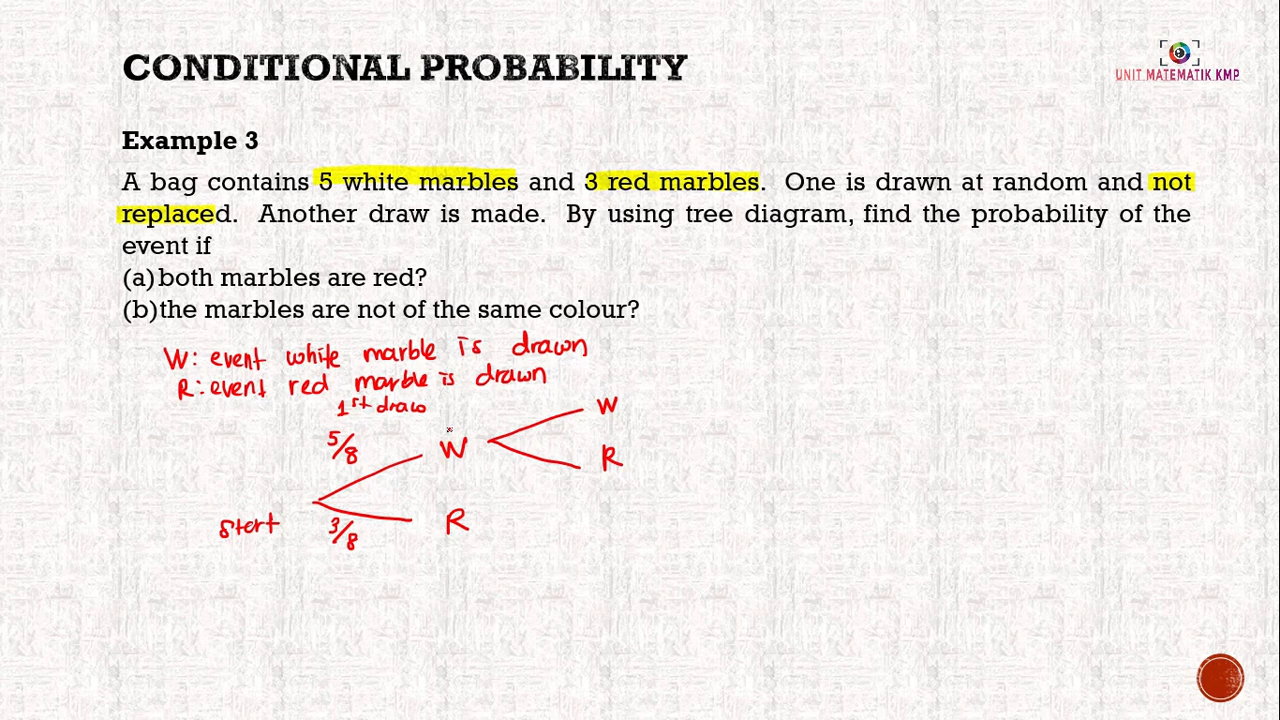 CONDITIONAL PROBABILITY
UNIT MATEMATIK KMP
Example 3
A bag contains 5 white marbles and 3 red marbles. One is drawn at random and not
replaced. Another draw is made. By using tree diagram, find the probability of the
event if
(a) both marbles are red?
(b) the marbles are not of the same colour?
W: event white marble is drawn
R: event red marble is drawn
1st draw
W
5/8 W
R
start 3/8 R